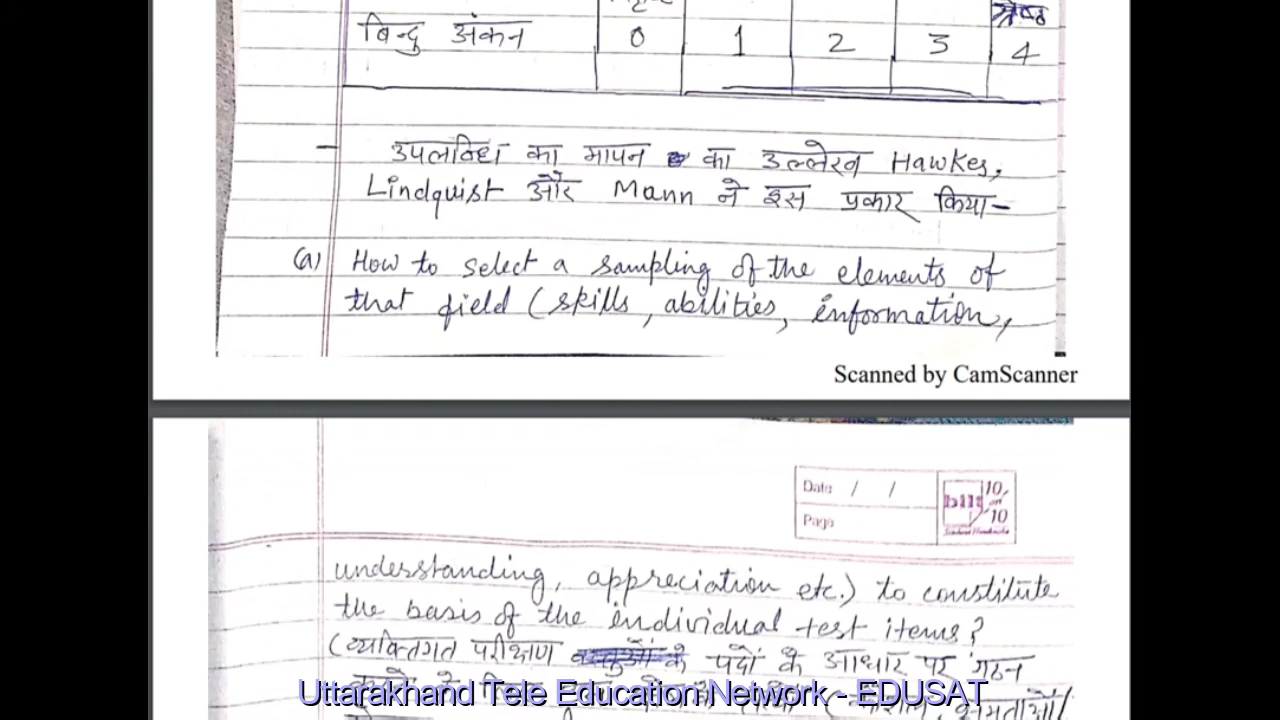 श्रेष्ठ
बिन्दु अंकन 0 1 2 3 4
- उपलब्धि का मापन का उल्लेख Hawkes,
Lindquist और Mann ने इस प्रकार किया-
(a) How to select a sampling of the elements of
that field (skills, abilities, information,
Scanned by CamScanner
Date / /
Page
10
on
10
understanding, appreciation etc.) to constitute
the basis of the individual test items?
(व्यक्तिगत परीक्षण के पदों के आधार पर गठन
Uttarakhand Tele Education Network - EDUSAT